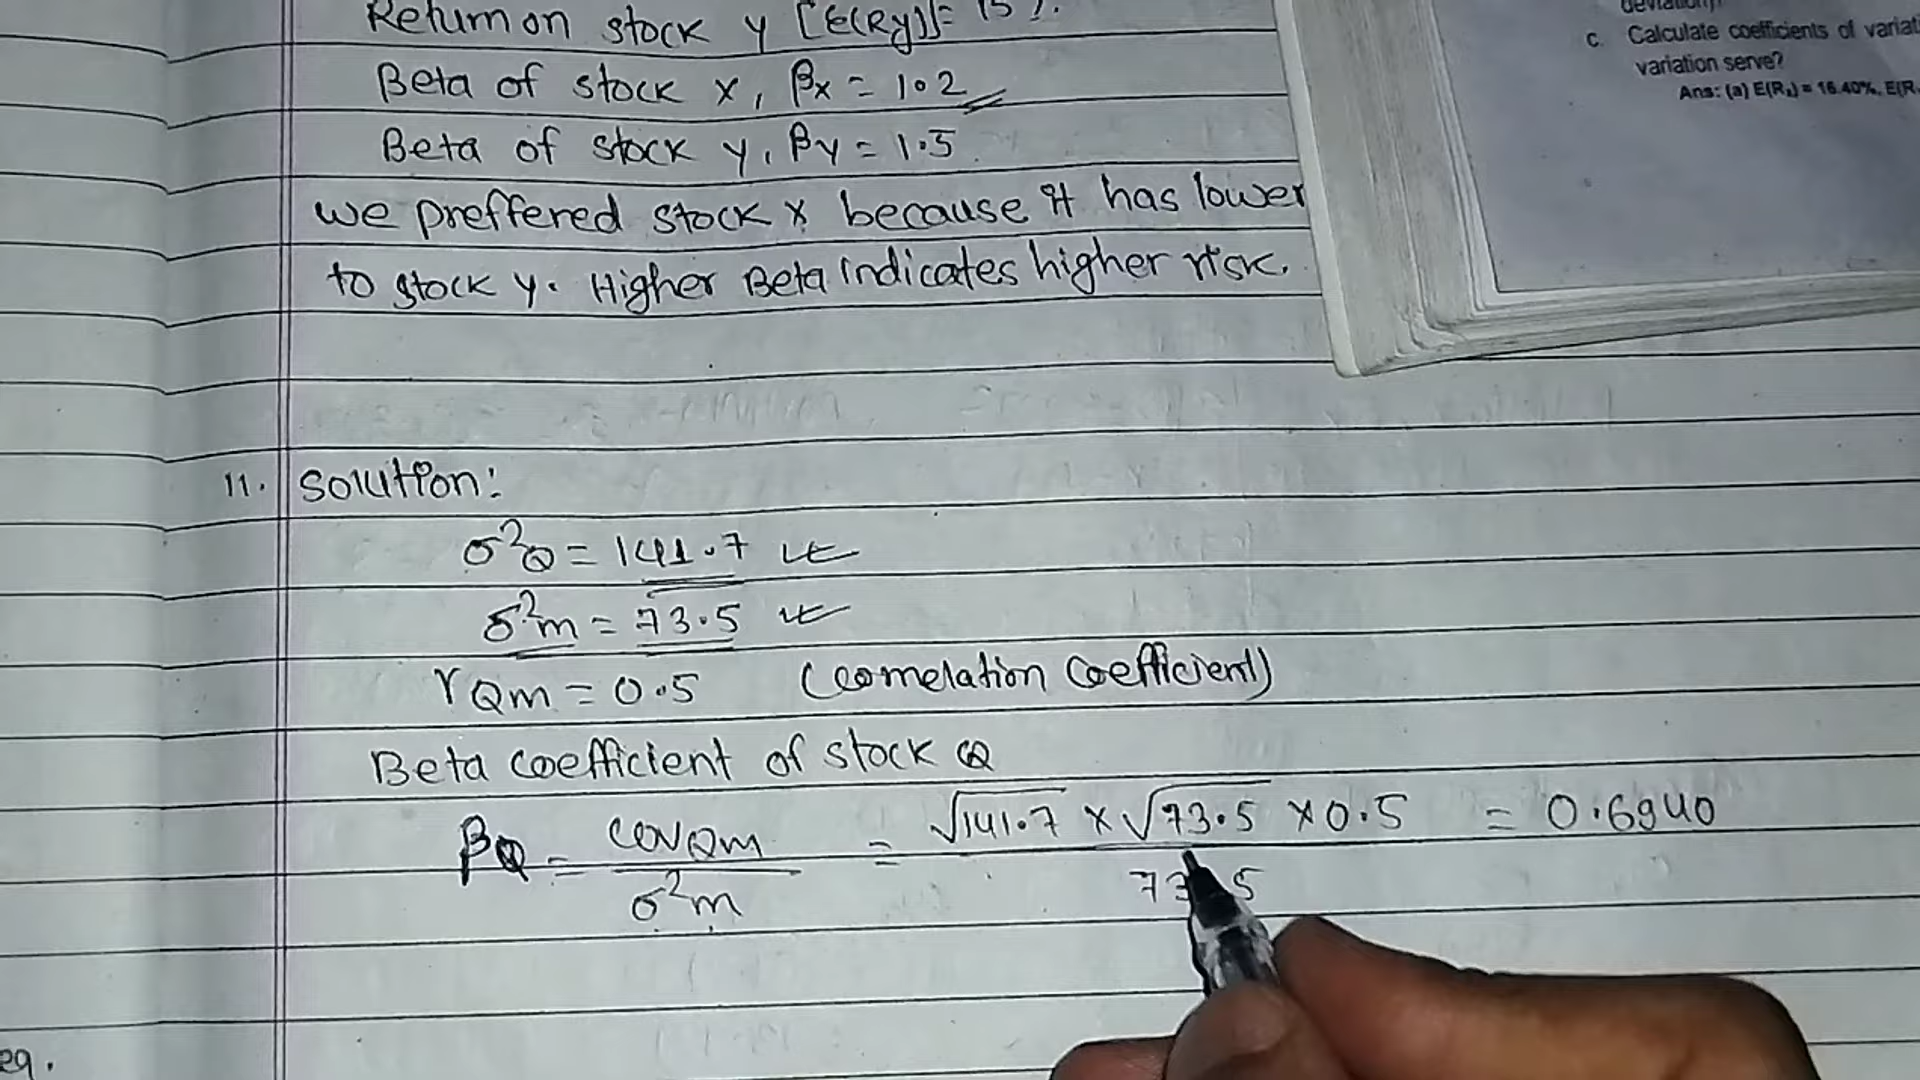 Return on stock y [E(Ry)] = 15%.
Beta of stock x, βx = 1.2
Beta of stock y, βy = 1.5
we preffered stock x because it has lower
to stock y. Higher Beta indicates higher risk.
11. Solution:
σ²Q = 141.7
σ²m = 73.5
rQm = 0.5 (correlation coefficient)
Beta coefficient of stock Q
βQ = covQm / σ²m = √141.7 × √73.5 × 0.5 / 73.5 = 0.6940
29.
deviation)?
c. Calculate coefficients of variat
variation serve?
Ans: (a) E(R₁) = 16.40%, E(R